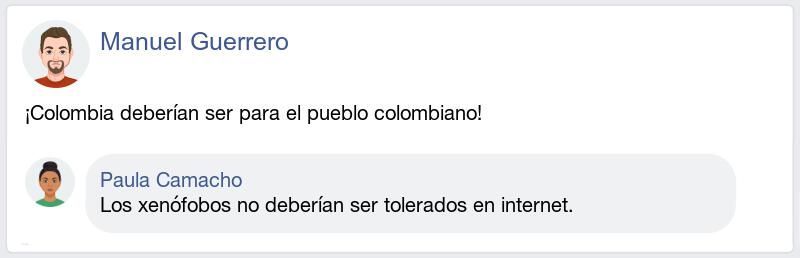 Manuel Guerrero
¡Colombia deberían ser para el pueblo colombiano!
Paula Camacho
Los xenófobos no deberían ser tolerados en internet.